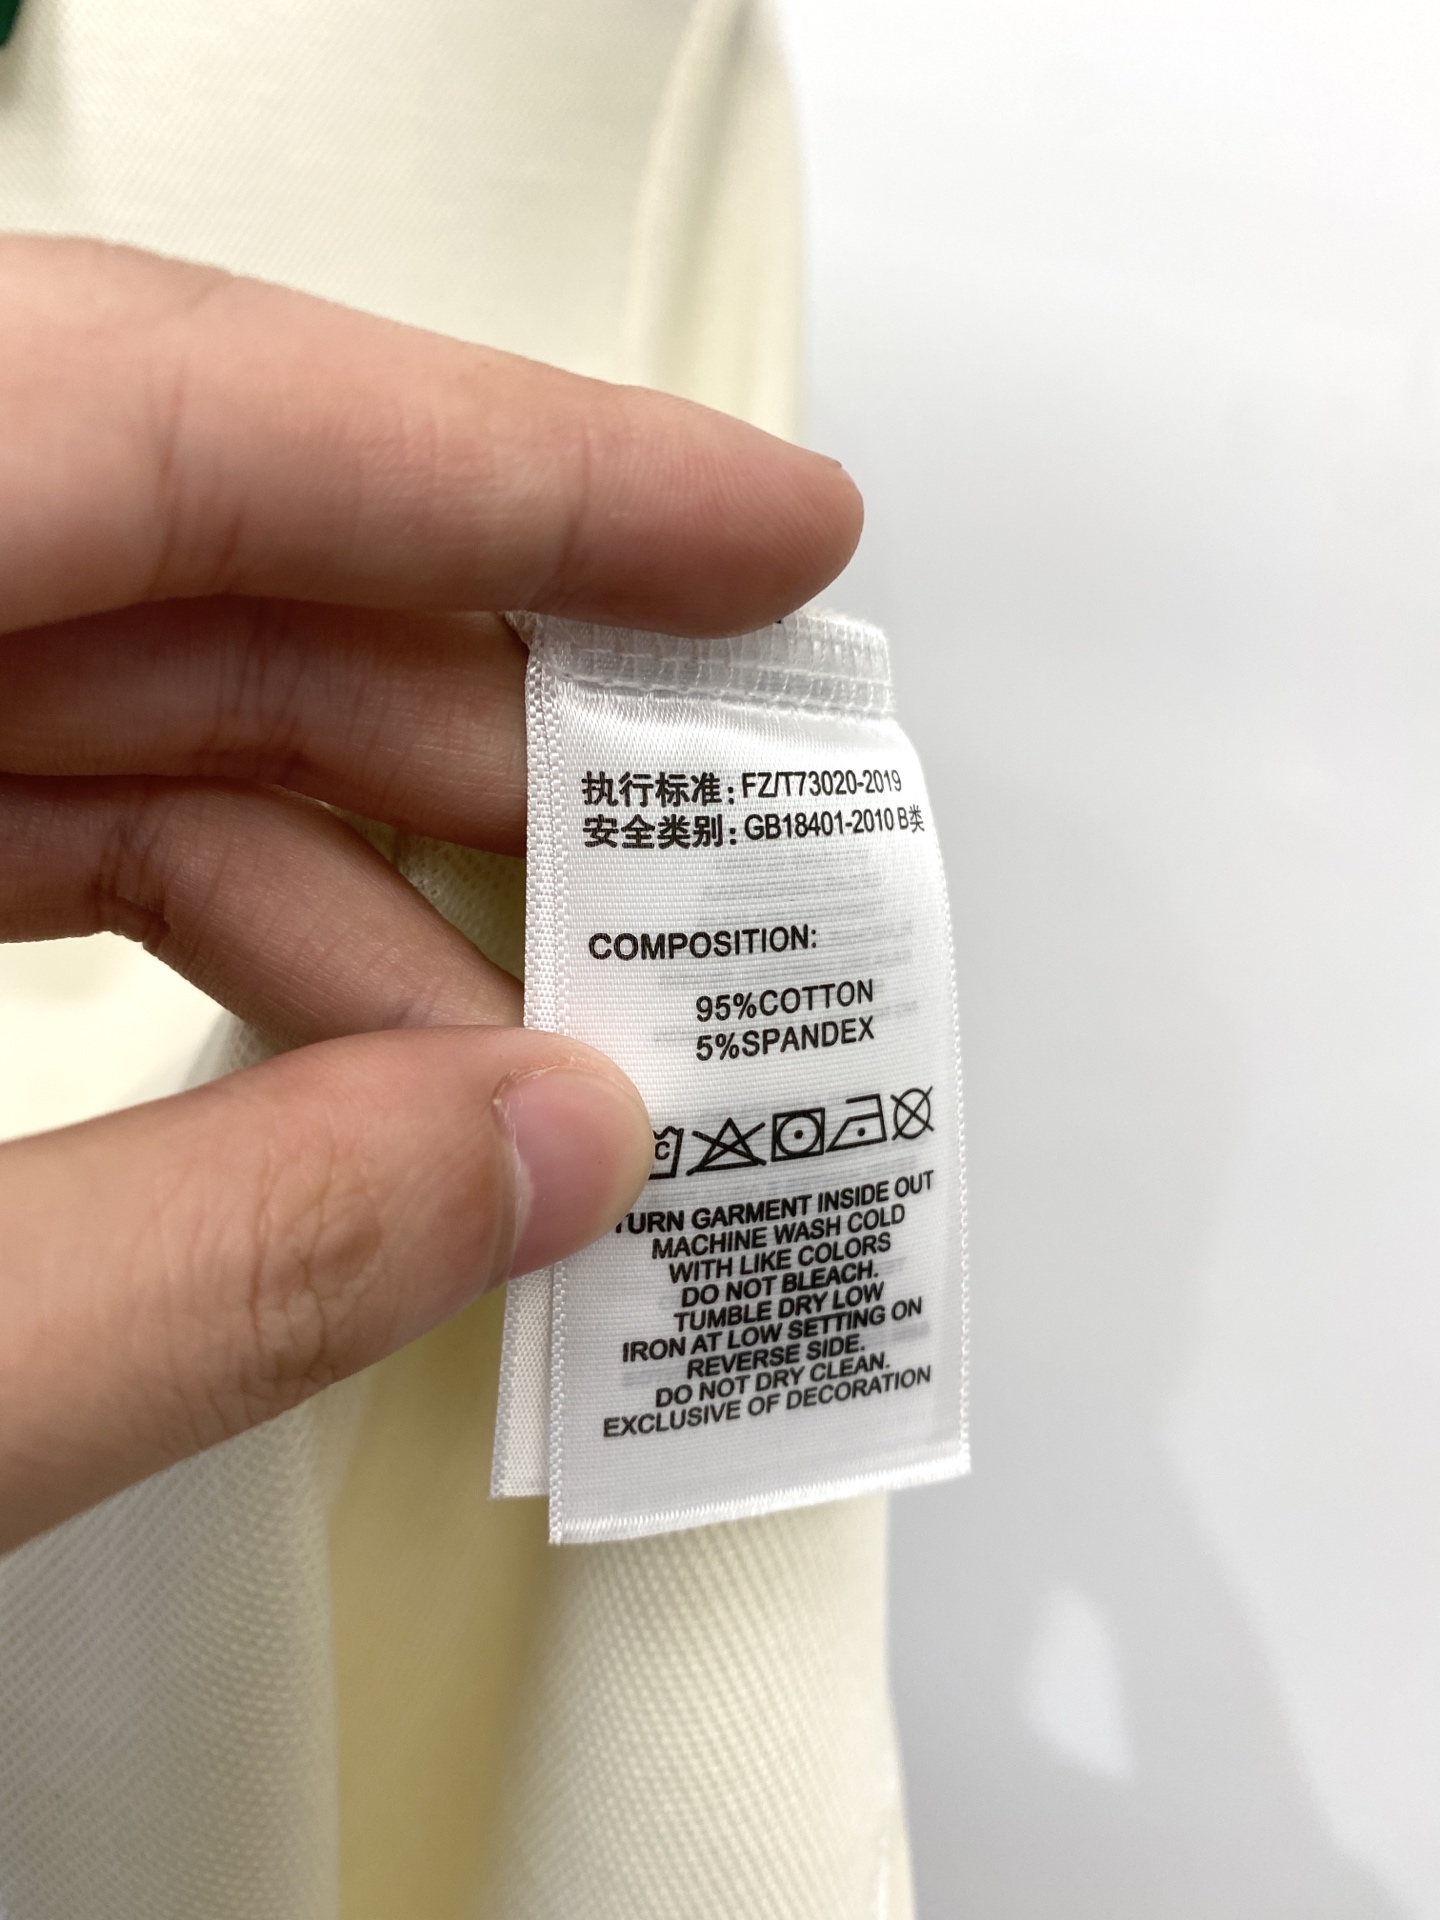 执行标准: FZ/T73020-2019
安全类别: GB18401-2010 B类
COMPOSITION:
95%COTTON
5%SPANDEX
C
TURN GARMENT INSIDE OUT
MACHINE WASH COLD
WITH LIKE COLORS
DO NOT BLEACH.
TUMBLE DRY LOW
IRON AT LOW SETTING ON
REVERSE SIDE.
DO NOT DRY CLEAN.
EXCLUSIVE OF DECORATION